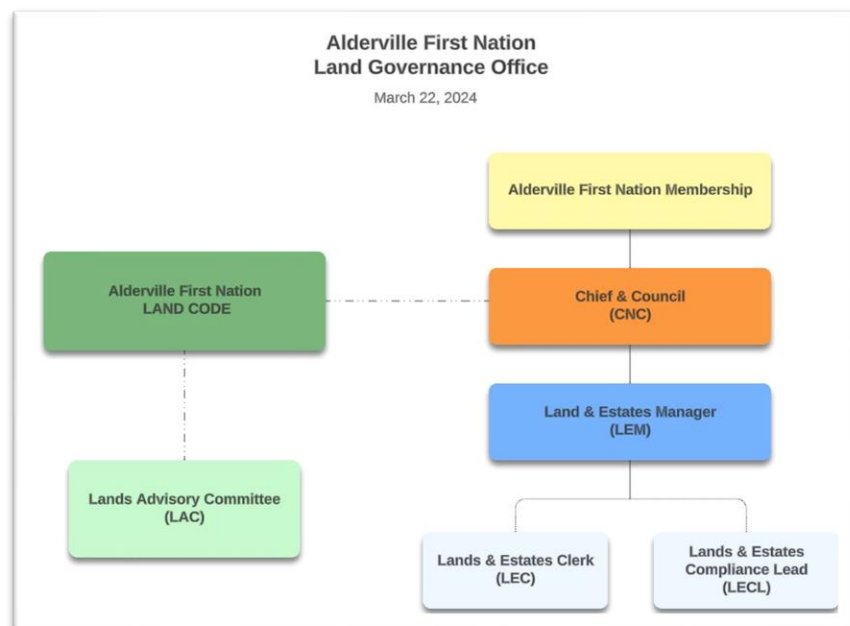 Alderville First Nation
Land Governance Office
March 22, 2024
Alderville First Nation Membership
Alderville First Nation
LAND CODE
Chief & Council
(CNC)
Land & Estates Manager
(LEM)
Lands Advisory Committee
(LAC)
Lands & Estates Clerk
(LEC)
Lands & Estates
Compliance Lead
(LECL)